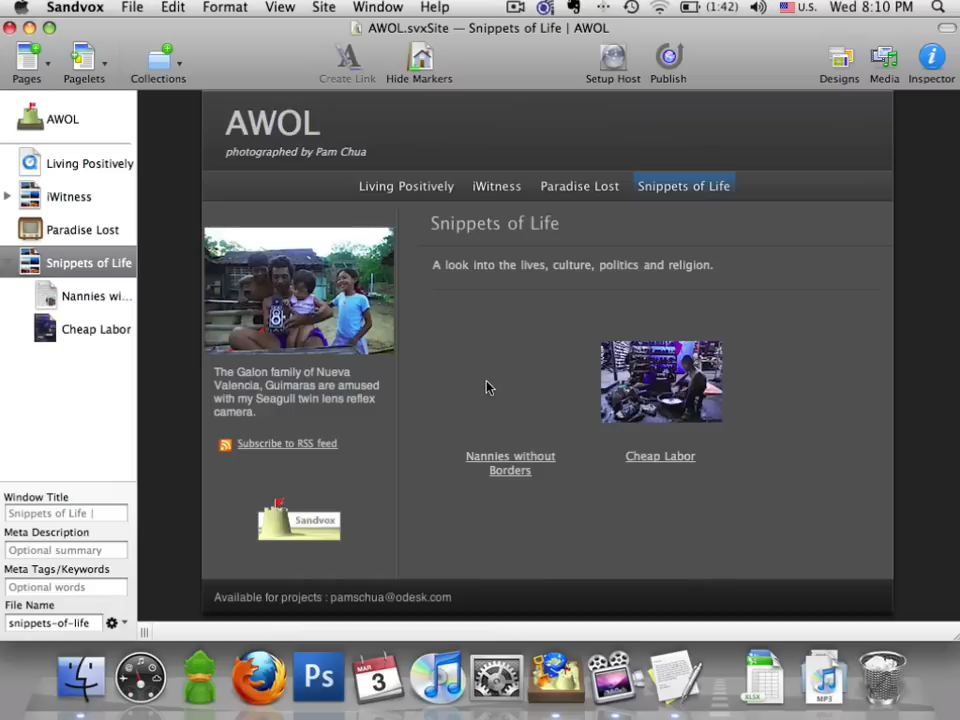 Sandvox File Edit Format View Site Window Help (1:42) U.S. Wed 8:10 PM
AWOL.svxSite — Snippets of Life | AWOL
Pages Pagelets Collections Create Link Hide Markers Setup Host Publish Designs Media Inspector
AWOL
Living Positively
iWitness
Paradise Lost
Snippets of Life
Nannies wi...
Cheap Labor
Window Title
Snippets of Life |
Meta Description
Optional summary
Meta Tags/Keywords
Optional words
File Name
snippets-of-life
AWOL
photographed by Pam Chua
Living Positively iWitness Paradise Lost Snippets of Life
The Galon family of Nueva
Valencia, Guimaras are amused
with my Seagull twin lens reflex
camera.
Subscribe to RSS feed
Sandvox
Snippets of Life
A look into the lives, culture, politics and religion.
Nannies without
Borders
Cheap Labor
Available for projects : pamschua@odesk.com
Ps
MAR
3
XLSX
MP3